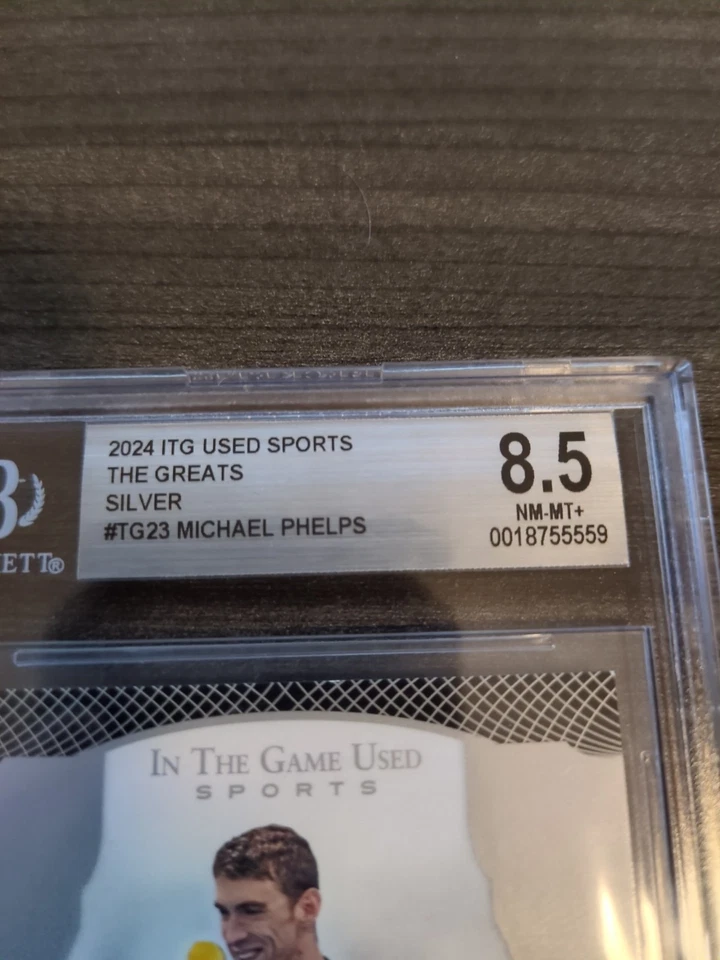 2024 ITG USED SPORTS
THE GREATS
SILVER
#TG23 MICHAEL PHELPS
8.5
NM-MT+
0018755559
B
ETT®
IN THE GAME USED
SPORTS